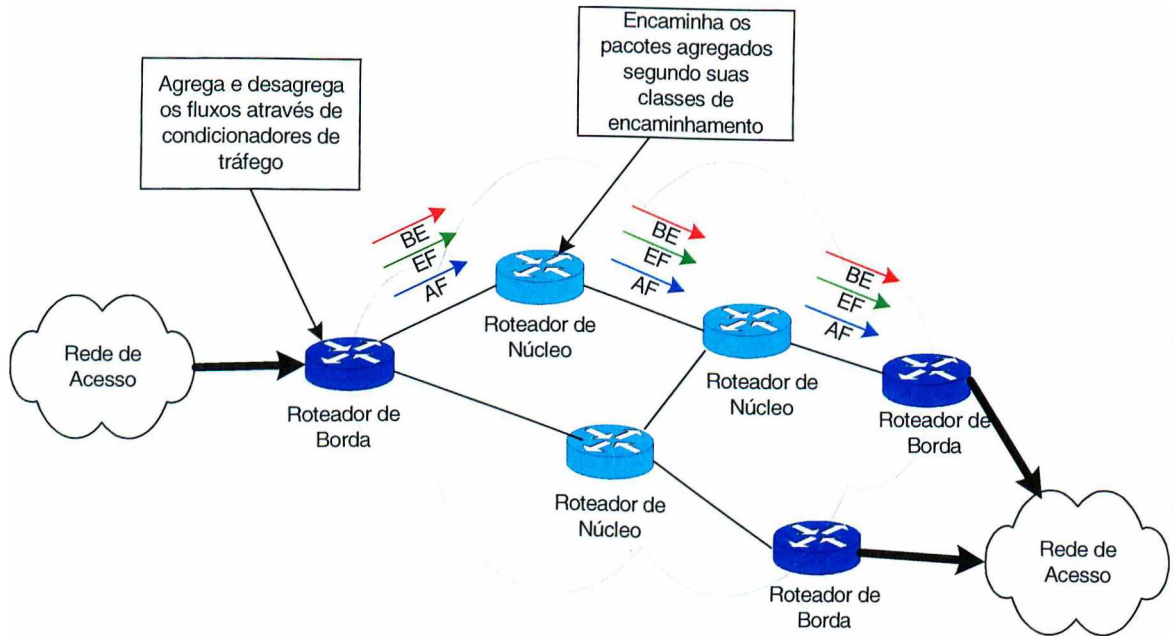 Encaminha os
pacotes agregados
segundo suas
classes de
encaminhamento
Agrega e desagrega
os fluxos através de
condicionadores de
tráfego
BE
EF
AF
BE
EF
AF
BE
EF
AF
Roteador de
Núcleo
Rede de
Acesso
Roteador de
Borda
Roteador de
Núcleo
Roteador de
Borda
Roteador de
Núcleo
Rede de
Acesso
Roteador de
Borda